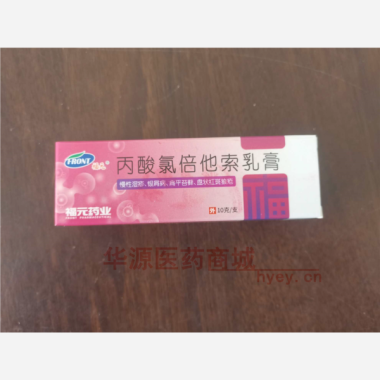 FRONT
丙酸氯倍他索乳膏
慢性湿疹、银屑病、扁平苔藓、盘状红斑狼疮
福元药业
福
外 10克/支
华源医药商城
hyey.cn